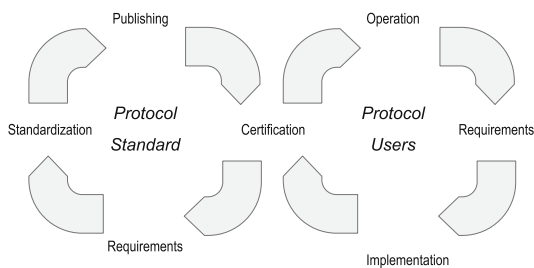 Publishing
Operation
Protocol
Standard
Protocol
Users
Standardization
Certification
Requirements
Requirements
Implementation